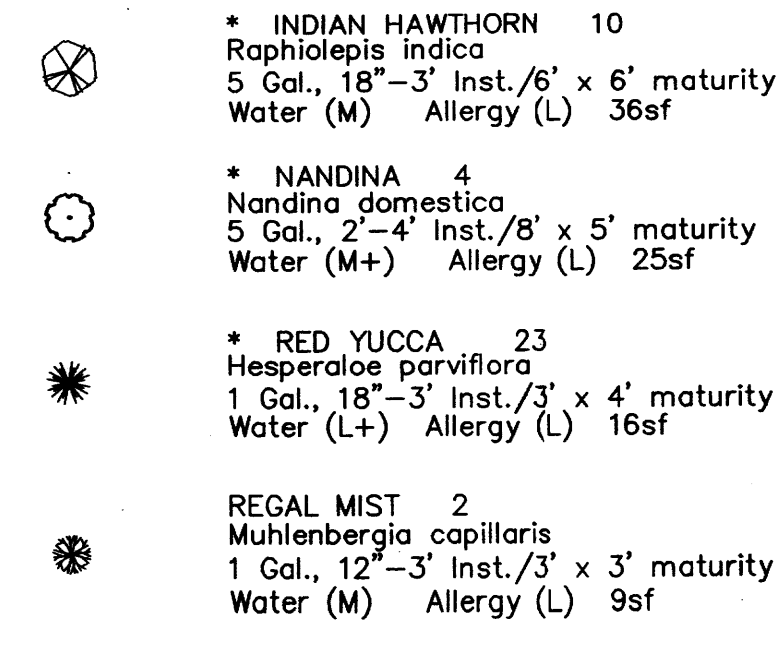 * INDIAN HAWTHORN 10
Raphiolepis indica
5 Gal., 18"-3' Inst./6' x 6' maturity
Water (M) Allergy (L) 36sf
* NANDINA 4
Nandina domestica
5 Gal., 2'-4' Inst./8' x 5' maturity
Water (M+) Allergy (L) 25sf
* RED YUCCA 23
Hesperaloe parviflora
1 Gal., 18"-3' Inst./3' x 4' maturity
Water (L+) Allergy (L) 16sf
REGAL MIST 2
Muhlenbergia capillaris
1 Gal., 12"-3' Inst./3' x 3' maturity
Water (M) Allergy (L) 9sf